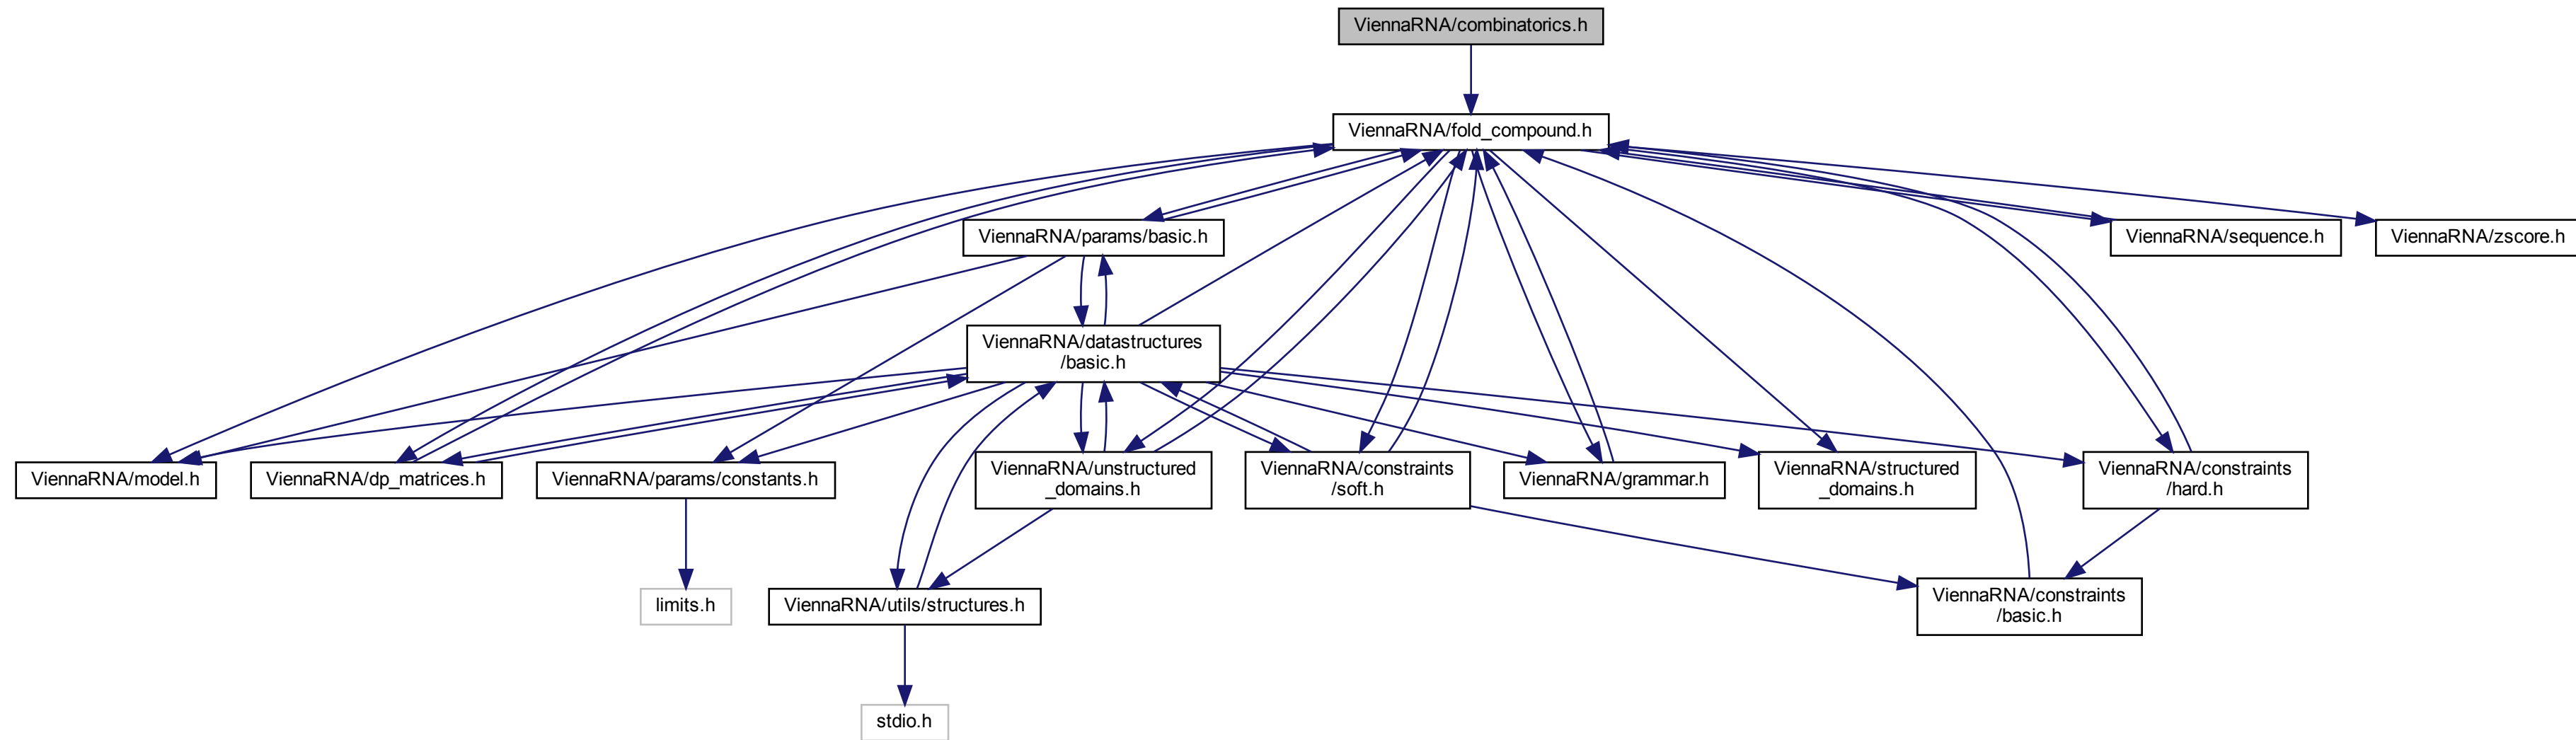 ViennaRNA/combinatorics.h
ViennaRNA/fold_compound.h
ViennaRNA/params/basic.h
ViennaRNA/sequence.h
ViennaRNA/zscore.h
ViennaRNA/datastructures
/basic.h
ViennaRNA/model.h
ViennaRNA/dp_matrices.h
ViennaRNA/params/constants.h
ViennaRNA/unstructured
_domains.h
ViennaRNA/constraints
/soft.h
ViennaRNA/grammar.h
ViennaRNA/structured
_domains.h
ViennaRNA/constraints
/hard.h
limits.h
ViennaRNA/utils/structures.h
ViennaRNA/constraints
/basic.h
stdio.h